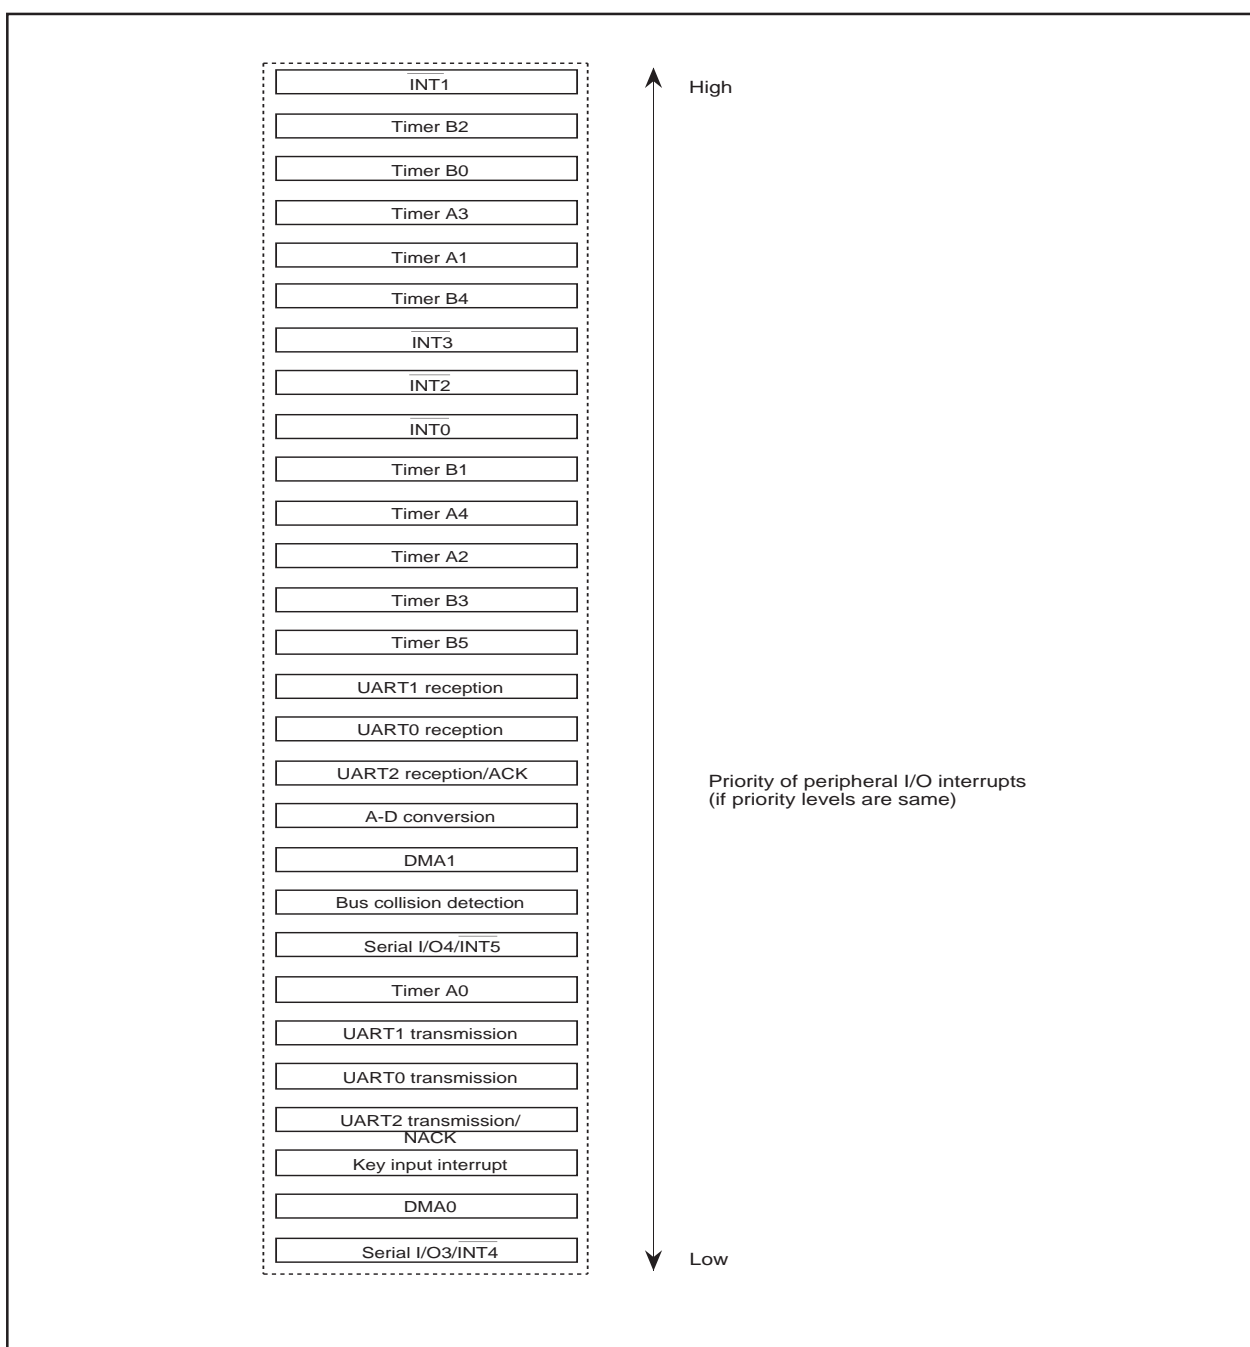 INT1
High
Timer B2
Timer B0
Timer A3
Timer A1
Timer B4
INT3
INT2
INT0
Timer B1
Timer A4
Timer A2
Timer B3
Timer B5
UART1 reception
UART0 reception
UART2 reception/ACK
Priority of peripheral I/O interrupts
(if priority levels are same)
A-D conversion
DMA1
Bus collision detection
Serial I/O4/INT5
Timer A0
UART1 transmission
UART0 transmission
UART2 transmission/
NACK
Key input interrupt
DMA0
Serial I/O3/INT4
Low